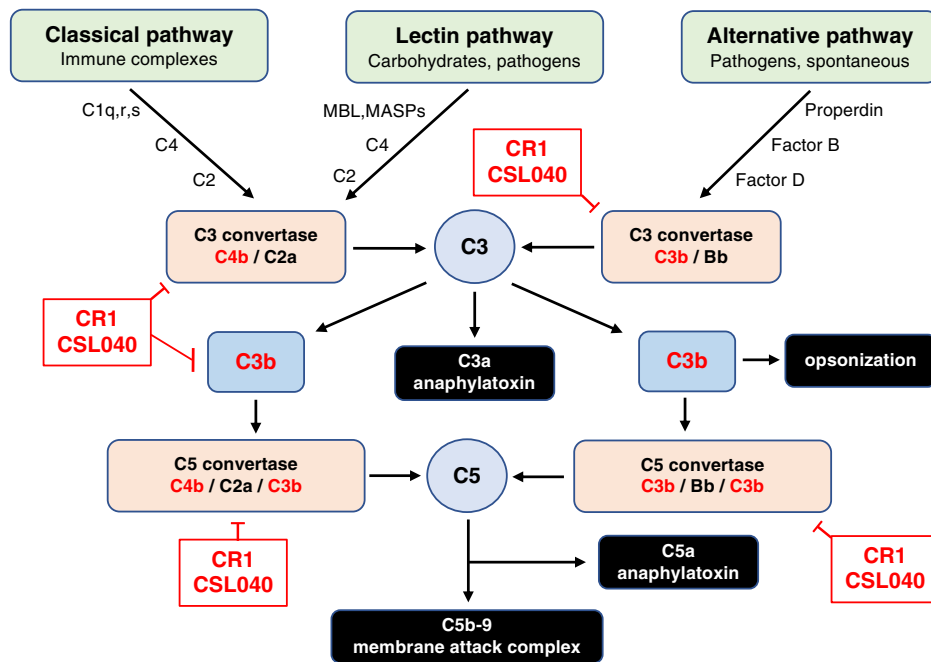 Classical pathway
Immune complexes
Lectin pathway
Carbohydrates, pathogens
Alternative pathway
Pathogens, spontaneous
C1q,r,s
C4
C2
MBL,MASPs
C4
C2
Properdin
Factor B
Factor D
CR1
CSL040
C3 convertase
C4b / C2a
C3
C3 convertase
C3b / Bb
CR1
CSL040
C3b
C3a
anaphylatoxin
C3b
opsonization
C5 convertase
C4b / C2a / C3b
C5
C5 convertase
C3b / Bb / C3b
CR1
CSL040
C5a
anaphylatoxin
CR1
CSL040
C5b-9
membrane attack complex